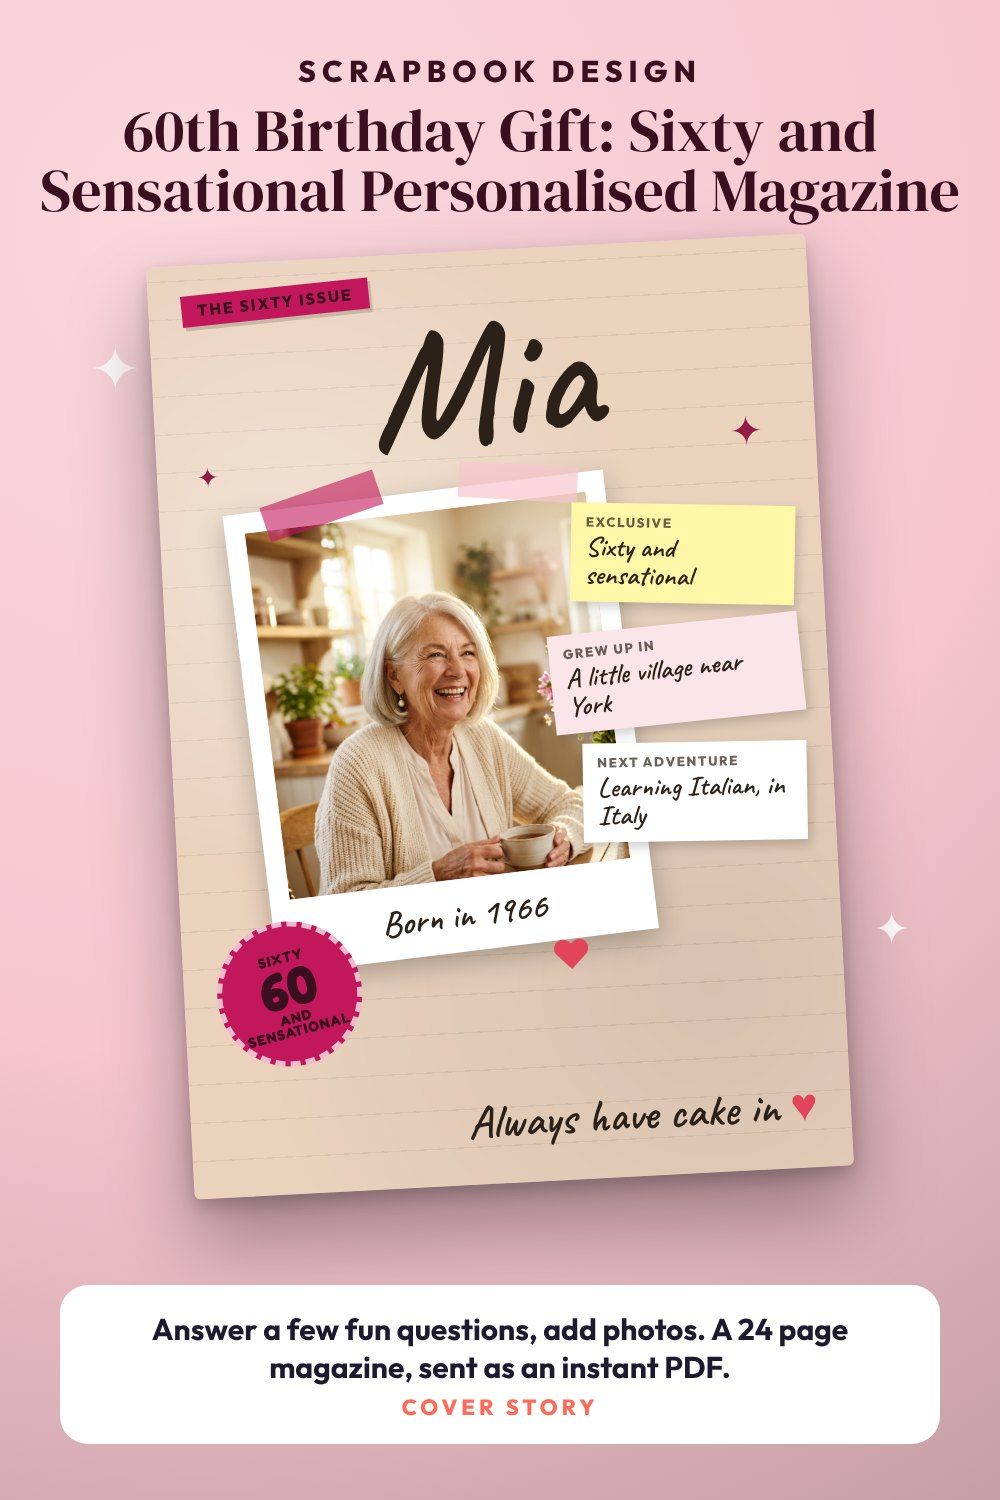 SCRAPBOOK DESIGN
60th Birthday Gift: Sixty and
Sensational Personalised Magazine
THE SIXTY ISSUE
Mia
EXCLUSIVE
Sixty and
sensational
GREW UP IN
A little village near
York
NEXT ADVENTURE
Learning Italian, in
Italy
Born in 1966
SIXTY
60
AND
SENSATIONAL
Always have cake in ♥
Answer a few fun questions, add photos. A 24 page
magazine, sent as an instant PDF.
COVER STORY